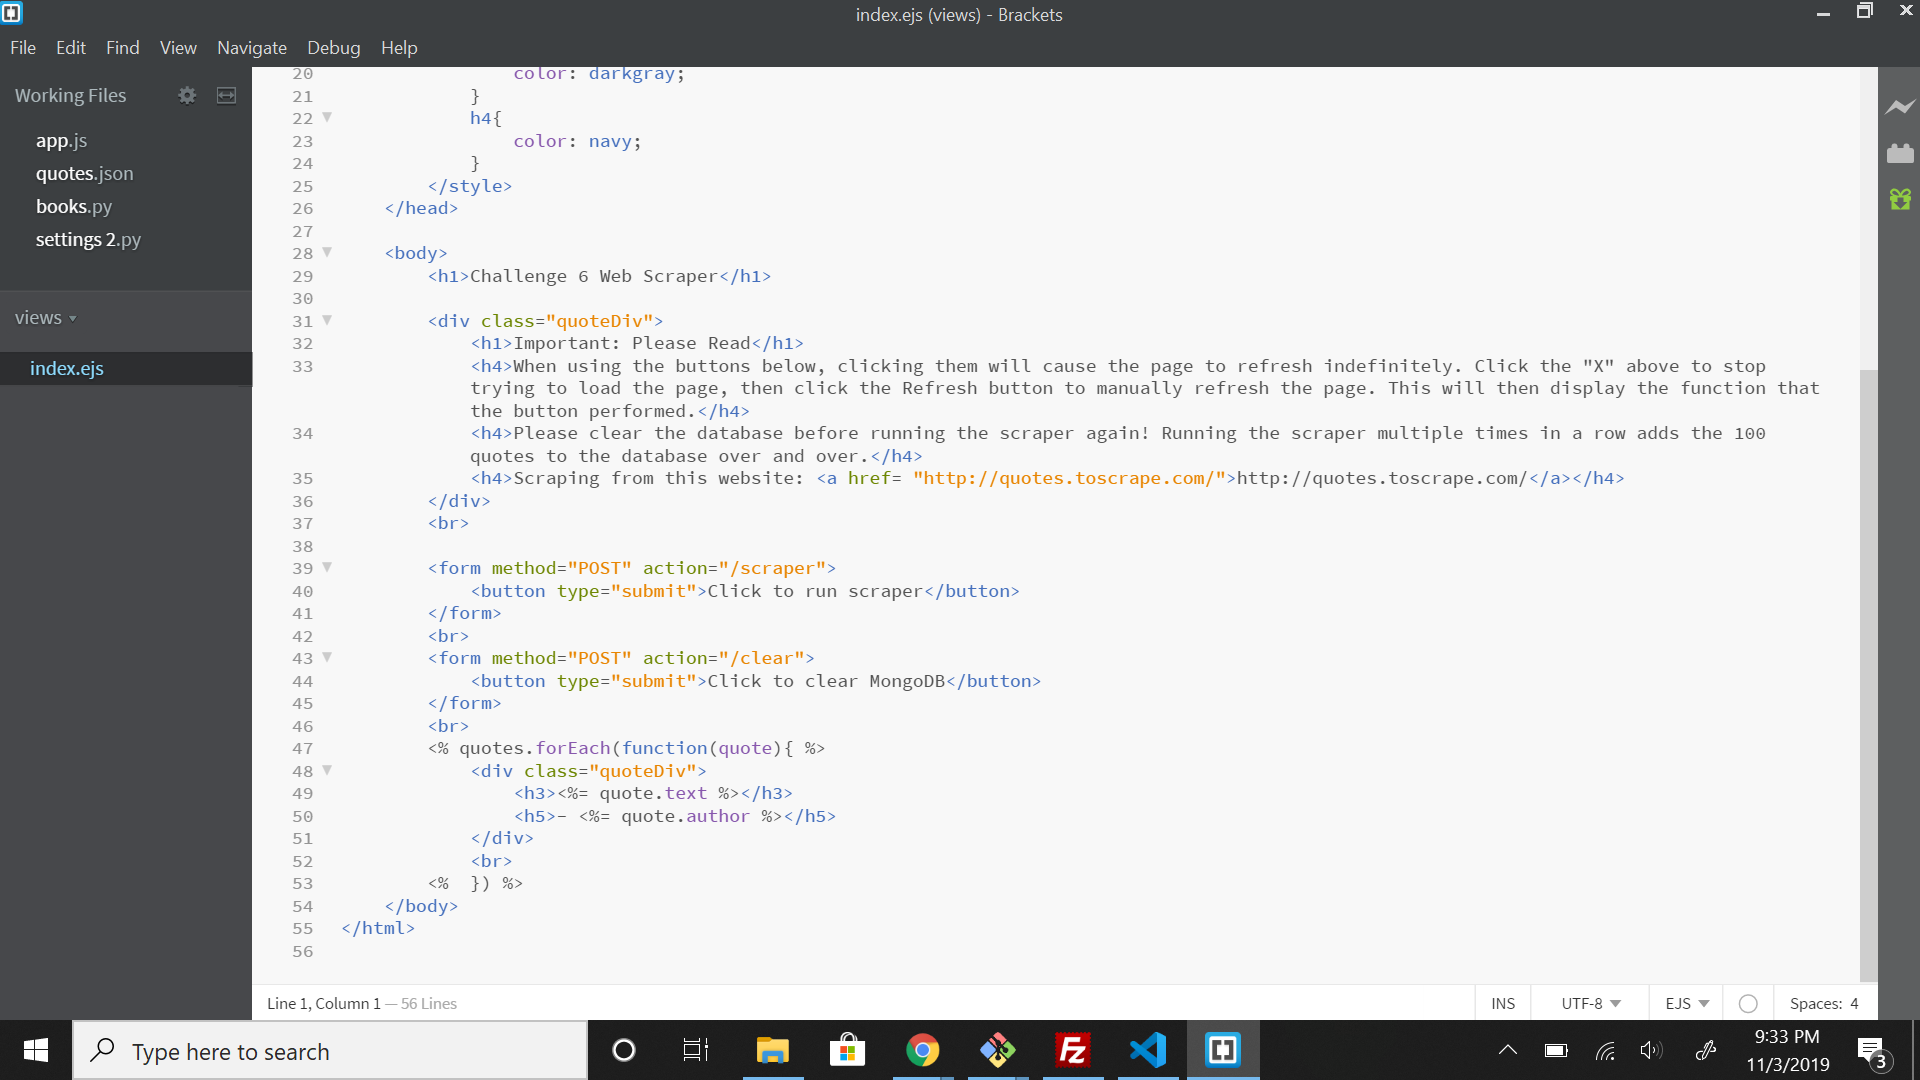 index.ejs (views) - Brackets
File Edit Find View Navigate Debug Help
Working Files
app.js
quotes.json
books.py
settings 2.py
views
index.ejs
20 color: darkgray;
21 }
22 h4{
23 color: navy;
24 }
25 </style>
26 </head>
27
28 <body>
29 <h1>Challenge 6 Web Scraper</h1>
30
31 <div class="quoteDiv">
32 <h1>Important: Please Read</h1>
33 <h4>When using the buttons below, clicking them will cause the page to refresh indefinitely. Click the "X" above to stop
trying to load the page, then click the Refresh button to manually refresh the page. This will then display the function that
the button performed.</h4>
34 <h4>Please clear the database before running the scraper again! Running the scraper multiple times in a row adds the 100
quotes to the database over and over.</h4>
35 <h4>Scraping from this website: <a href= "http://quotes.toscrape.com/">http://quotes.toscrape.com/</a></h4>
36 </div>
37 <br>
38
39 <form method="POST" action="/scraper">
40 <button type="submit">Click to run scraper</button>
41 </form>
42 <br>
43 <form method="POST" action="/clear">
44 <button type="submit">Click to clear MongoDB</button>
45 </form>
46 <br>
47 <% quotes.forEach(function(quote){ %>
48 <div class="quoteDiv">
49 <h3><%= quote.text %></h3>
50 <h5>- <%= quote.author %></h5>
51 </div>
52 <br>
53 <%  }) %>
54 </body>
55 </html>
56
Line 1, Column 1 — 56 Lines
INS UTF-8 EJS Spaces: 4
Type here to search
Fz
9:33 PM
11/3/2019
3